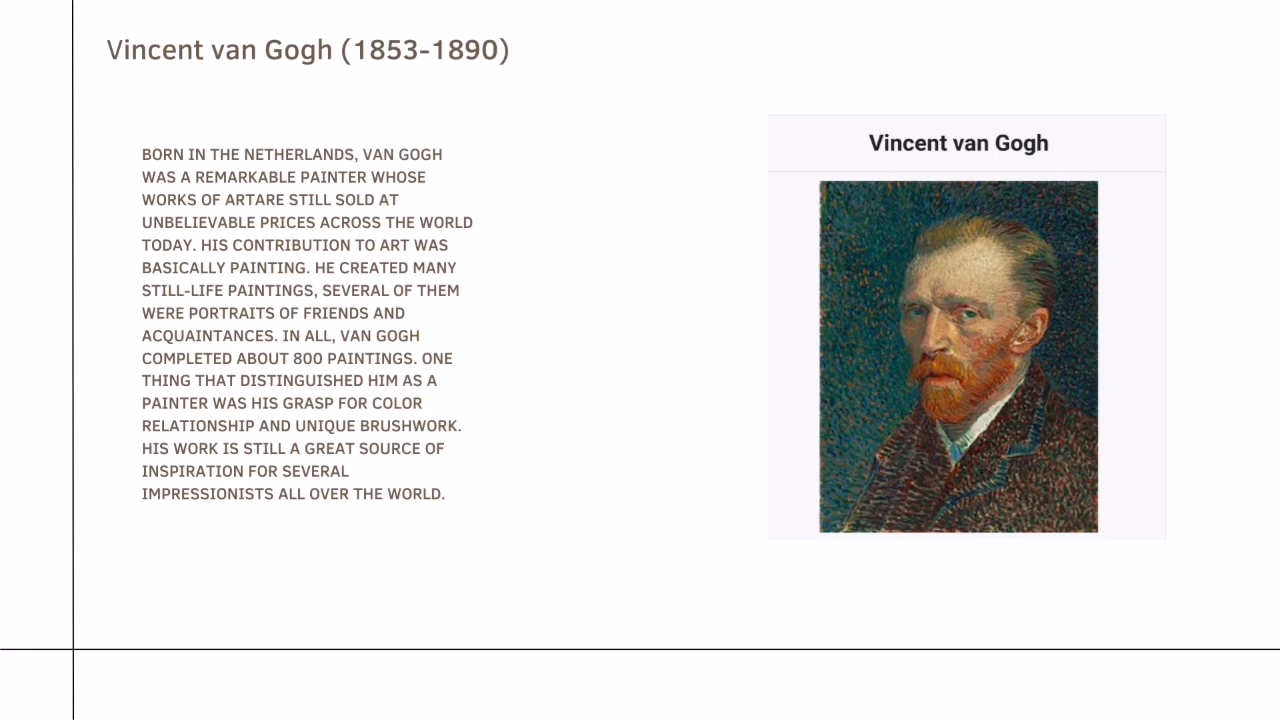 Vincent van Gogh (1853-1890)
BORN IN THE NETHERLANDS, VAN GOGH
WAS A REMARKABLE PAINTER WHOSE
WORKS OF ARTARE STILL SOLD AT
UNBELIEVABLE PRICES ACROSS THE WORLD
TODAY. HIS CONTRIBUTION TO ART WAS
BASICALLY PAINTING. HE CREATED MANY
STILL-LIFE PAINTINGS, SEVERAL OF THEM
WERE PORTRAITS OF FRIENDS AND
ACQUAINTANCES. IN ALL, VAN GOGH
COMPLETED ABOUT 800 PAINTINGS. ONE
THING THAT DISTINGUISHED HIM AS A
PAINTER WAS HIS GRASP FOR COLOR
RELATIONSHIP AND UNIQUE BRUSHWORK.
HIS WORK IS STILL A GREAT SOURCE OF
INSPIRATION FOR SEVERAL
IMPRESSIONISTS ALL OVER THE WORLD.
Vincent van Gogh